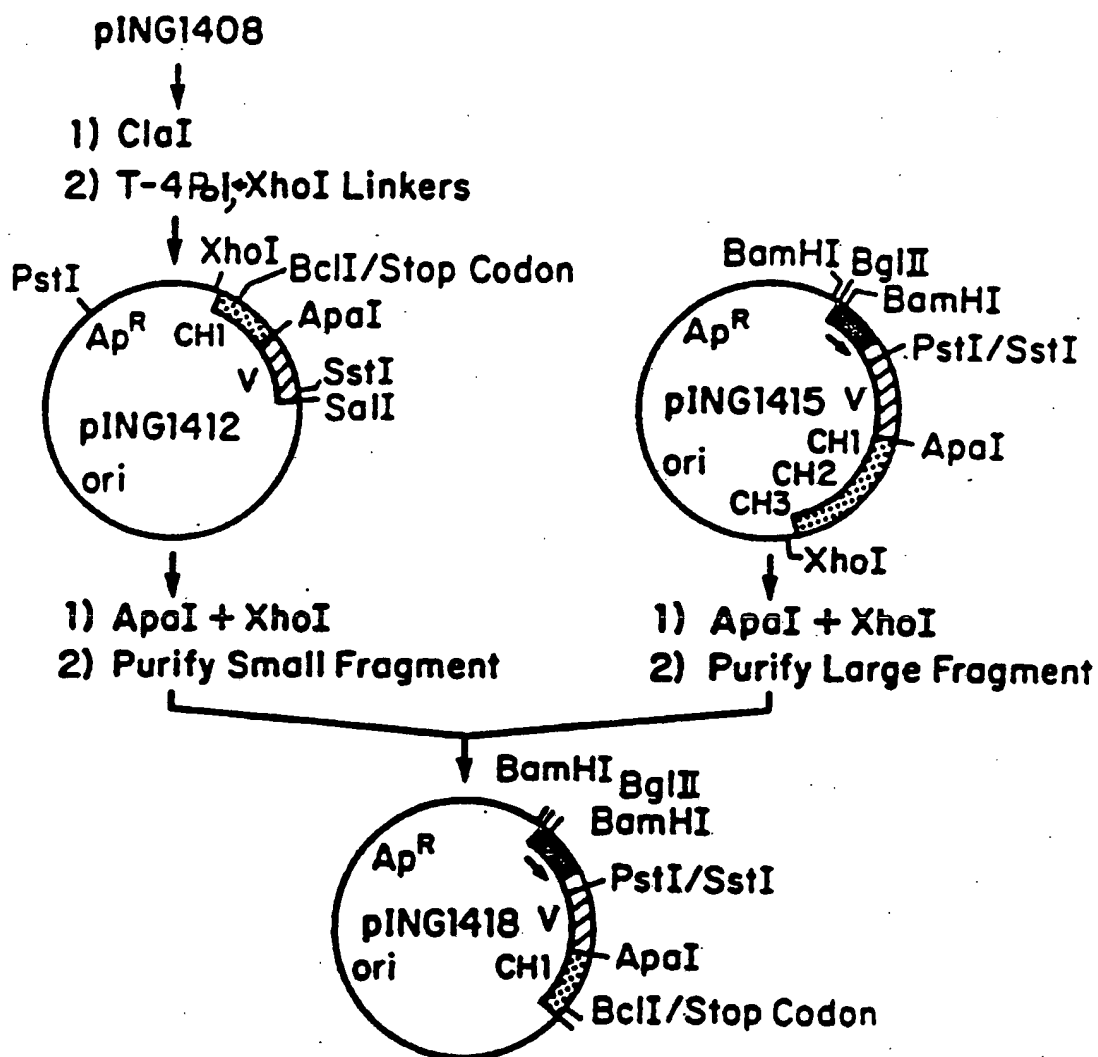 pING1408
1) ClaI
2) T-4 Pol, XhoI Linkers
PstI
XhoI
BclI/Stop Codon
ApaI
SstI
SalI
Ap^R
CH1
V
pING1412
ori
BamHI
BglII
BamHI
PstI/SstI
ApaI
XhoI
Ap^R
pING1415
V
CH1
CH2
CH3
ori
1) ApaI + XhoI
2) Purify Small Fragment
1) ApaI + XhoI
2) Purify Large Fragment
BamHI
BglII
BamHI
PstI/SstI
ApaI
BclI/Stop Codon
Ap^R
pING1418
V
CH1
ori